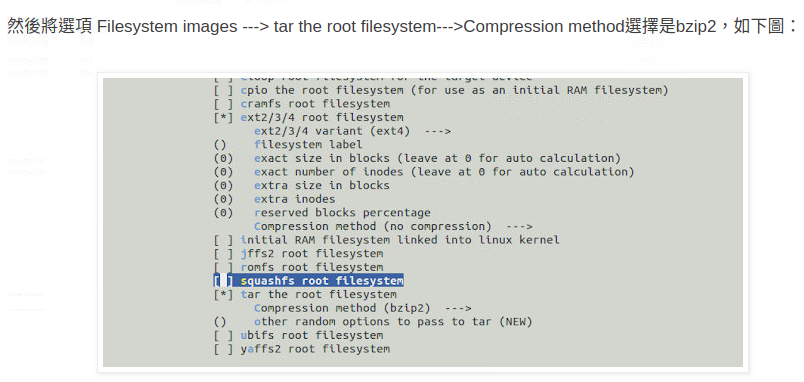 然後將選項 Filesystem images ---> tar the root filesystem--->Compression method選擇是bzip2，如下圖：
[ ] cloop root filesystem for the target device
[ ] cpio the root filesystem (for use as an initial RAM filesystem)
[ ] cramfs root filesystem
[*] ext2/3/4 root filesystem
ext2/3/4 variant (ext4) --->
() filesystem label
(0) exact size in blocks (leave at 0 for auto calculation)
(0) exact number of inodes (leave at 0 for auto calculation)
(0) extra size in blocks
(0) extra inodes
(0) reserved blocks percentage
Compression method (no compression) --->
[ ] initial RAM filesystem linked into linux kernel
[ ] jffs2 root filesystem
[ ] romfs root filesystem
[ ] squashfs root filesystem
[*] tar the root filesystem
Compression method (bzip2) --->
() other random options to pass to tar (NEW)
[ ] ubifs root filesystem
[ ] yaffs2 root filesystem